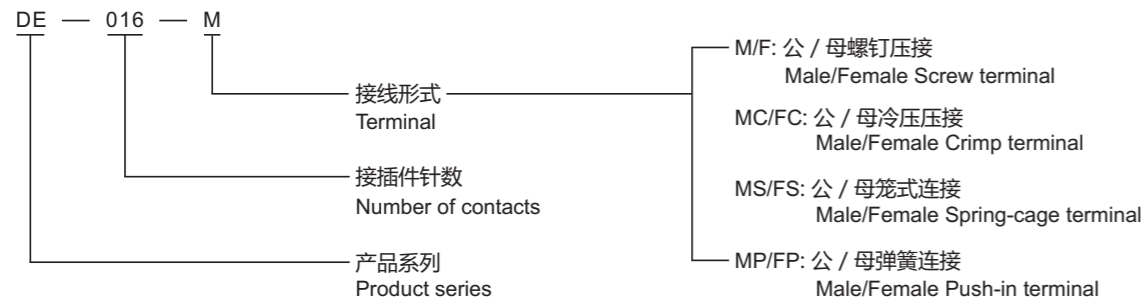 DE — 016 — M
接线形式
Terminal
接插件针数
Number of contacts
产品系列
Product series
M/F: 公 / 母螺钉压接
Male/Female Screw terminal
MC/FC: 公 / 母冷压压接
Male/Female Crimp terminal
MS/FS: 公 / 母笼式连接
Male/Female Spring-cage terminal
MP/FP: 公 / 母弹簧连接
Male/Female Push-in terminal